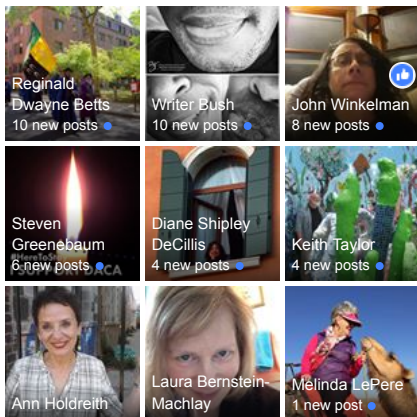 Reginald
Dwayne Betts
10 new posts
Writer Bush
10 new posts
John Winkelman
8 new posts
Steven
Greenebaum
6 new posts
SUPPORT DACA
Diane Shipley
DeCillis
4 new posts
Keith Taylor
4 new posts
Ann Holdreith
Laura Bernstein-
Machlay
Melinda LePere
1 new post